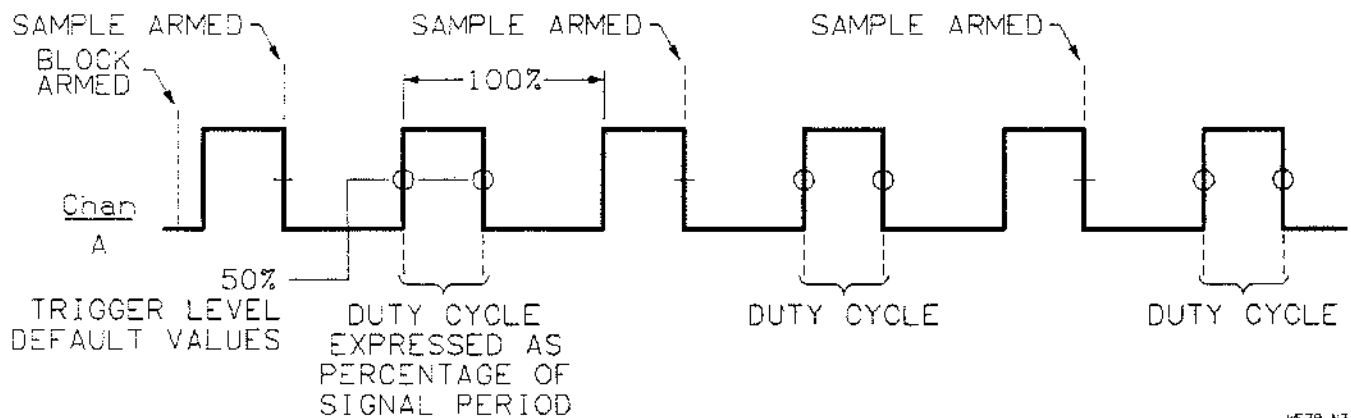 SAMPLE ARMED
SAMPLE ARMED
SAMPLE ARMED
BLOCK
ARMED
100%
Chan
A
50%
TRIGGER LEVEL
DEFAULT VALUES
DUTY CYCLE
EXPRESSED AS
PERCENTAGE OF
SIGNAL PERIOD
DUTY CYCLE
DUTY CYCLE